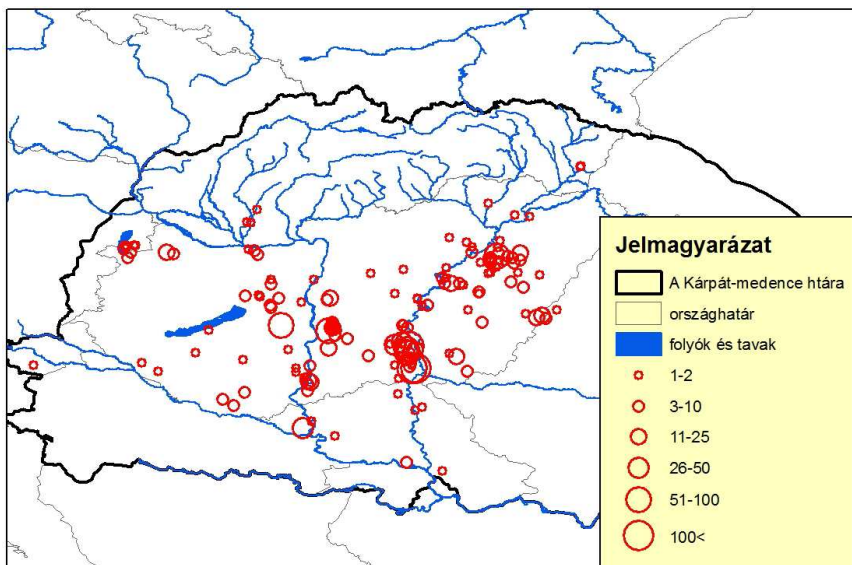 Jelmagyarázat
A Kárpát-medence htára
országhatár
folyók és tavak
1-2
3-10
11-25
26-50
51-100
100<